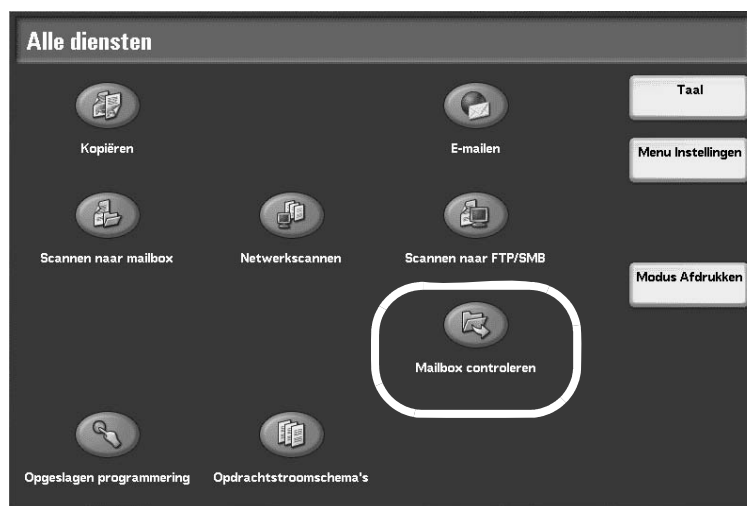 Alle diensten
Kopiëren
E-mailen
Taal
Menu Instellingen
Scannen naar mailbox
Netwerkscannen
Scannen naar FTP/SMB
Modus Afdrukken
Mailbox controleren
Opgeslagen programmering
Opdrachtstroomschema's